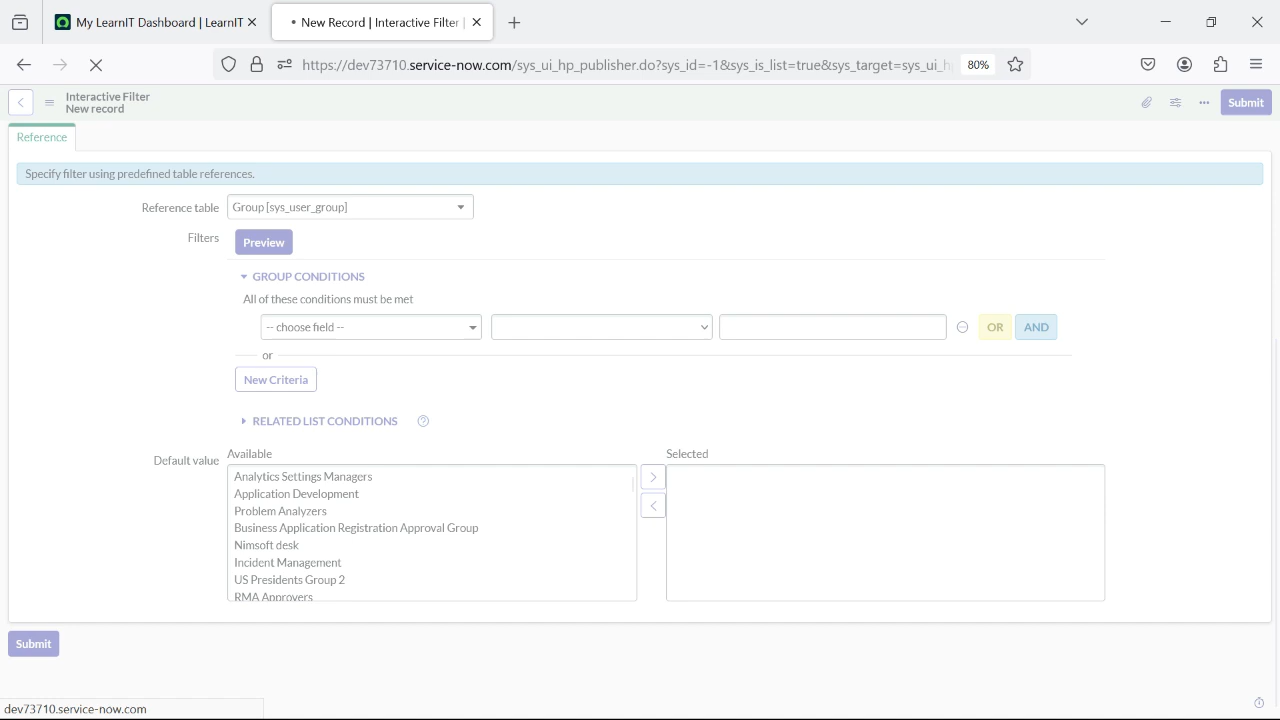 My LearnIT Dashboard | LearnIT
New Record | Interactive Filter |
https://dev73710.service-now.com/sys_ui_hp_publisher.do?sys_id=-1&sys_is_list=true&sys_target=sys_ui_h
80%
Interactive Filter
New record
Submit
Reference
Specify filter using predefined table references.
Reference table
Group [sys_user_group]
Filters
Preview
GROUP CONDITIONS
All of these conditions must be met
-- choose field --
OR
AND
or
New Criteria
RELATED LIST CONDITIONS
Default value
Available
Selected
Analytics Settings Managers
Application Development
Problem Analyzers
Business Application Registration Approval Group
Nimsoft desk
Incident Management
US Presidents Group 2
RMA Approvers
Submit
dev73710.service-now.com